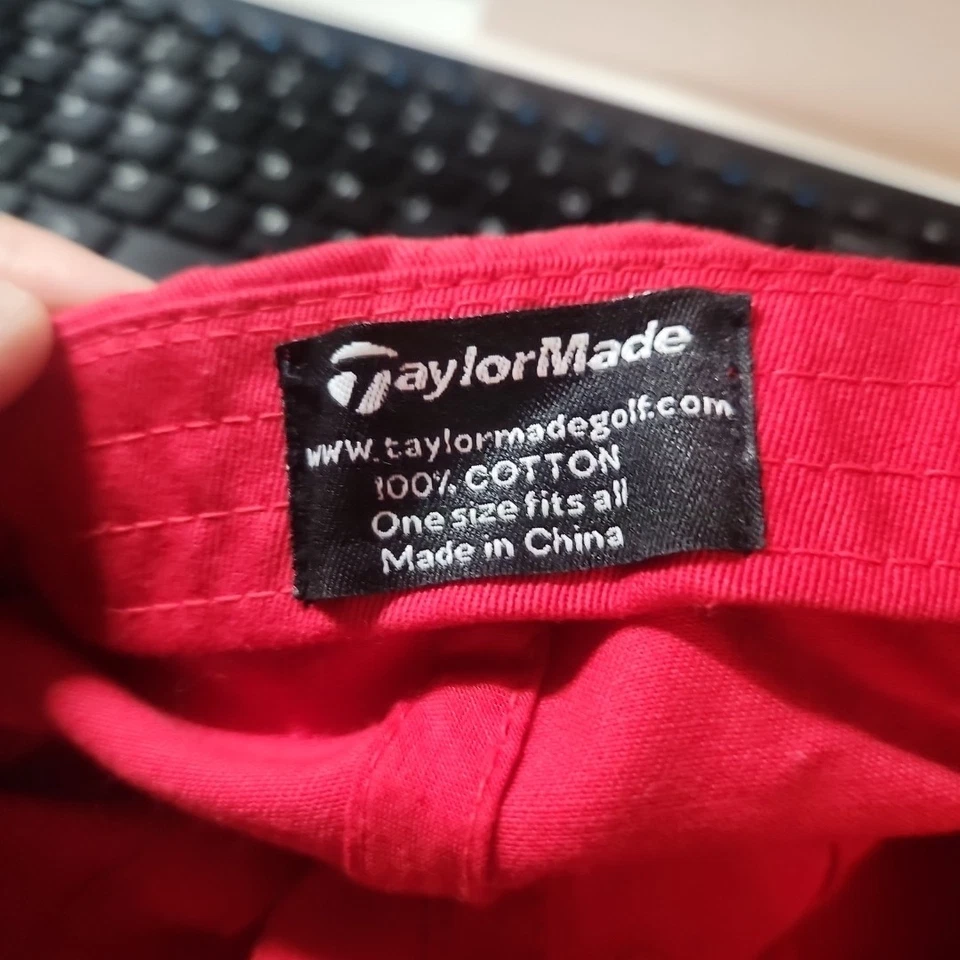 TaylorMade
www.taylormadegolf.com
100% COTTON
One size fits all
Made in China